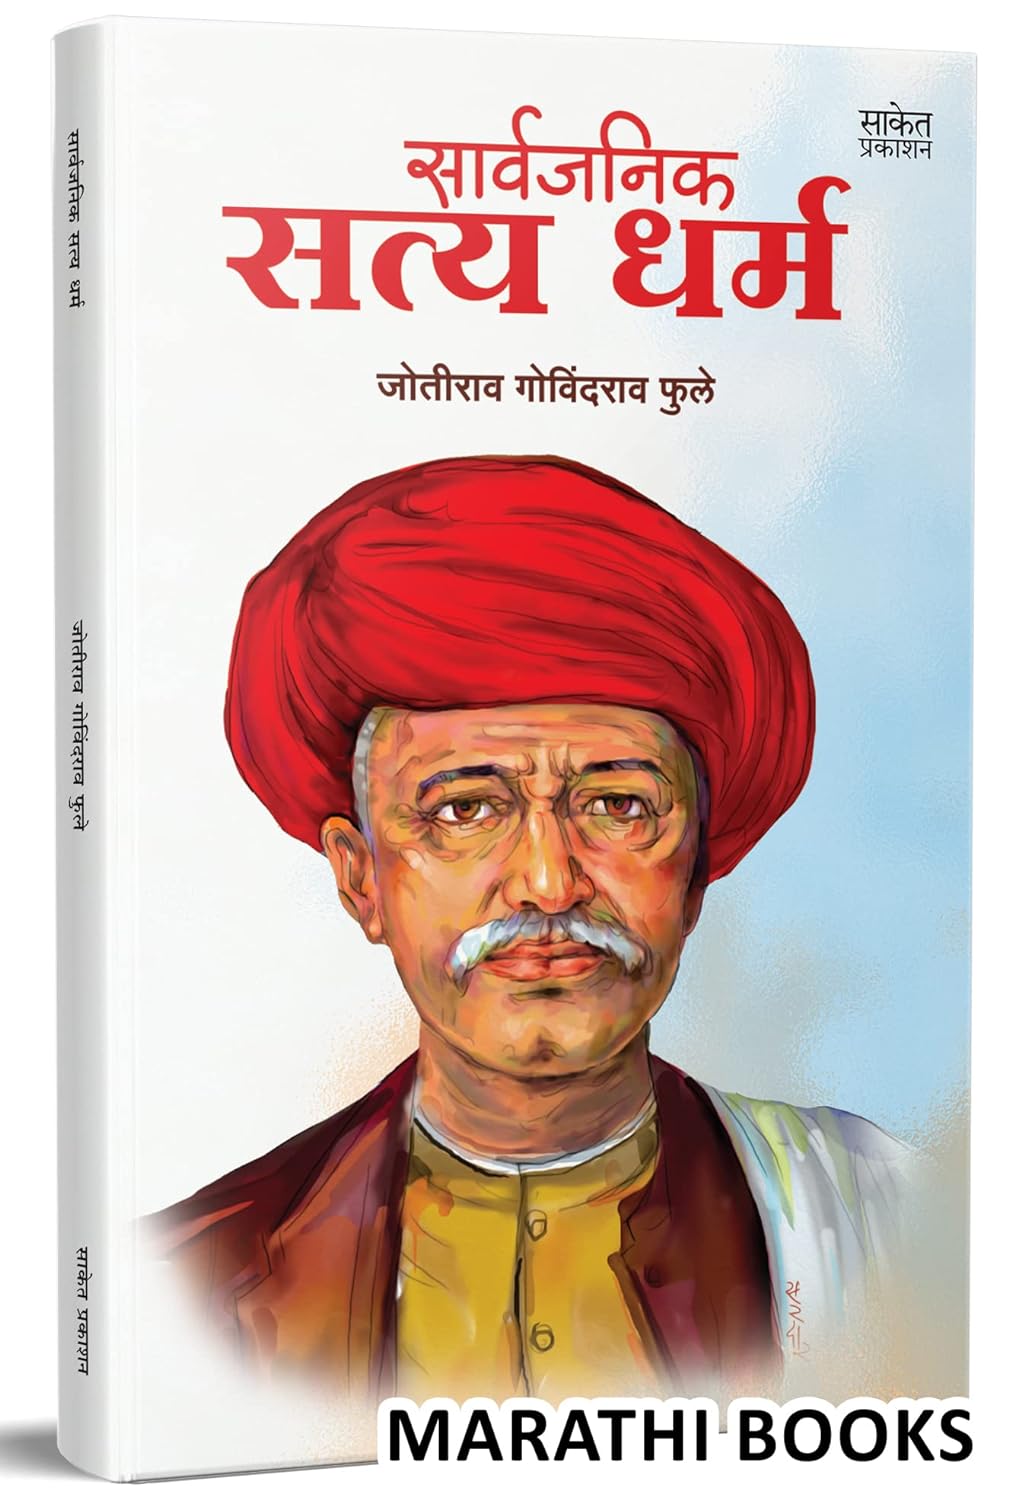 साकेत
प्रकाशन
सार्वजनिक
सत्य धर्म
जोतीराव गोविंदराव फुले
सार्वजनिक सत्य धर्म
जोतीराव गोविंदराव फुले
साकेत प्रकाशन
MARATHI BOOKS